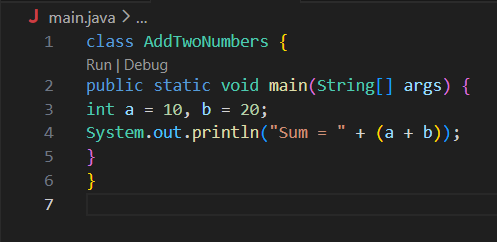 J main.java > ...
1 class AddTwoNumbers {
Run | Debug
2 public static void main(String[] args) {
3 int a = 10, b = 20;
4 System.out.println("Sum = " + (a + b));
5 }
6 }
7